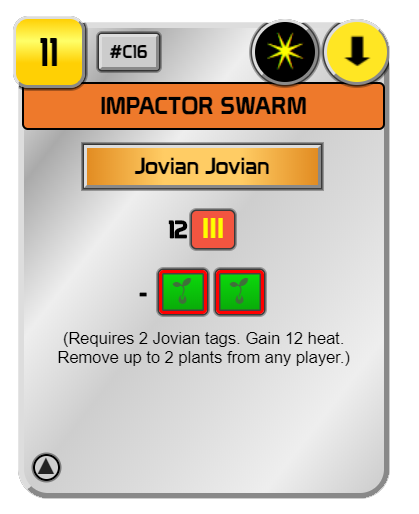 11
#C16
IMPACTOR SWARM
Jovian Jovian
12
-
(Requires 2 Jovian tags. Gain 12 heat.
Remove up to 2 plants from any player.)